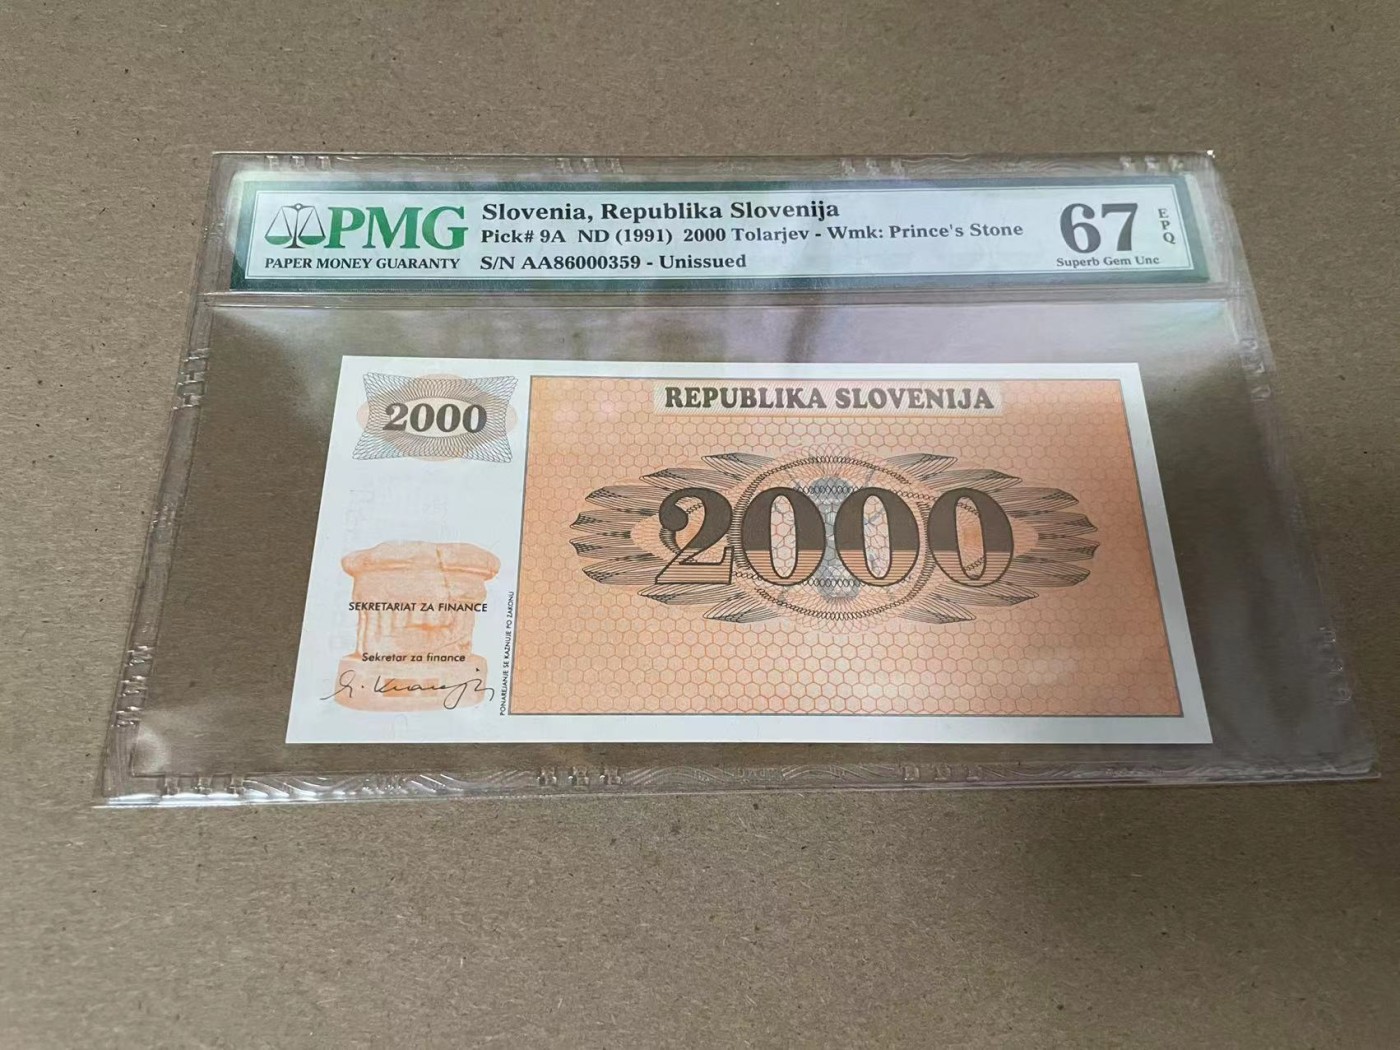 PMG
PAPER MONEY GUARANTY
Slovenia, Republika Slovenija
Pick# 9A ND (1991) 2000 Tolarjev - Wmk: Prince's Stone
S/N AA86000359 - Unissued
67
EPQ
Superb Gem Unc
2000
REPUBLIKA SLOVENIJA
2000
SEKRETARIAT ZA FINANCE
Sekretar za finance
PONAREJANJE SE KAZNUJE PO ZAKONU